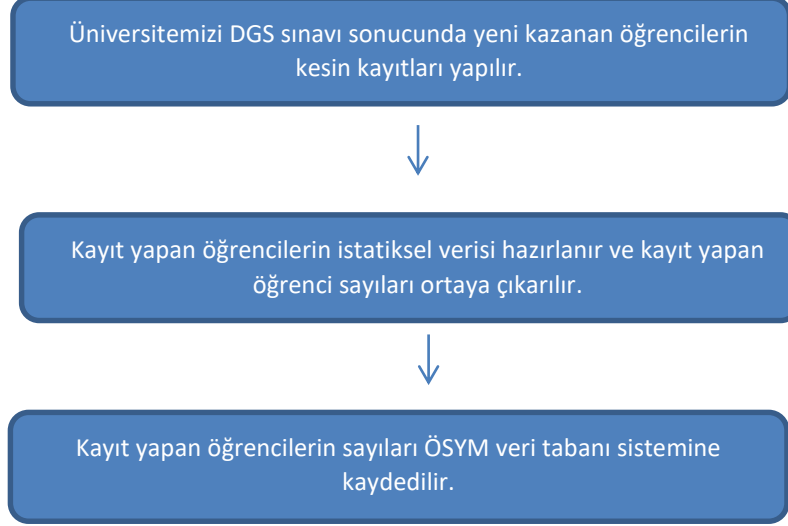 Üniversitemizi DGS sınavı sonucunda yeni kazanan öğrencilerin
kesin kayıtları yapılır.
Kayıt yapan öğrencilerin istatiksel verisi hazırlanır ve kayıt yapan
öğrenci sayıları ortaya çıkarılır.
Kayıt yapan öğrencilerin sayıları ÖSYM veri tabanı sistemine
kaydedilir.